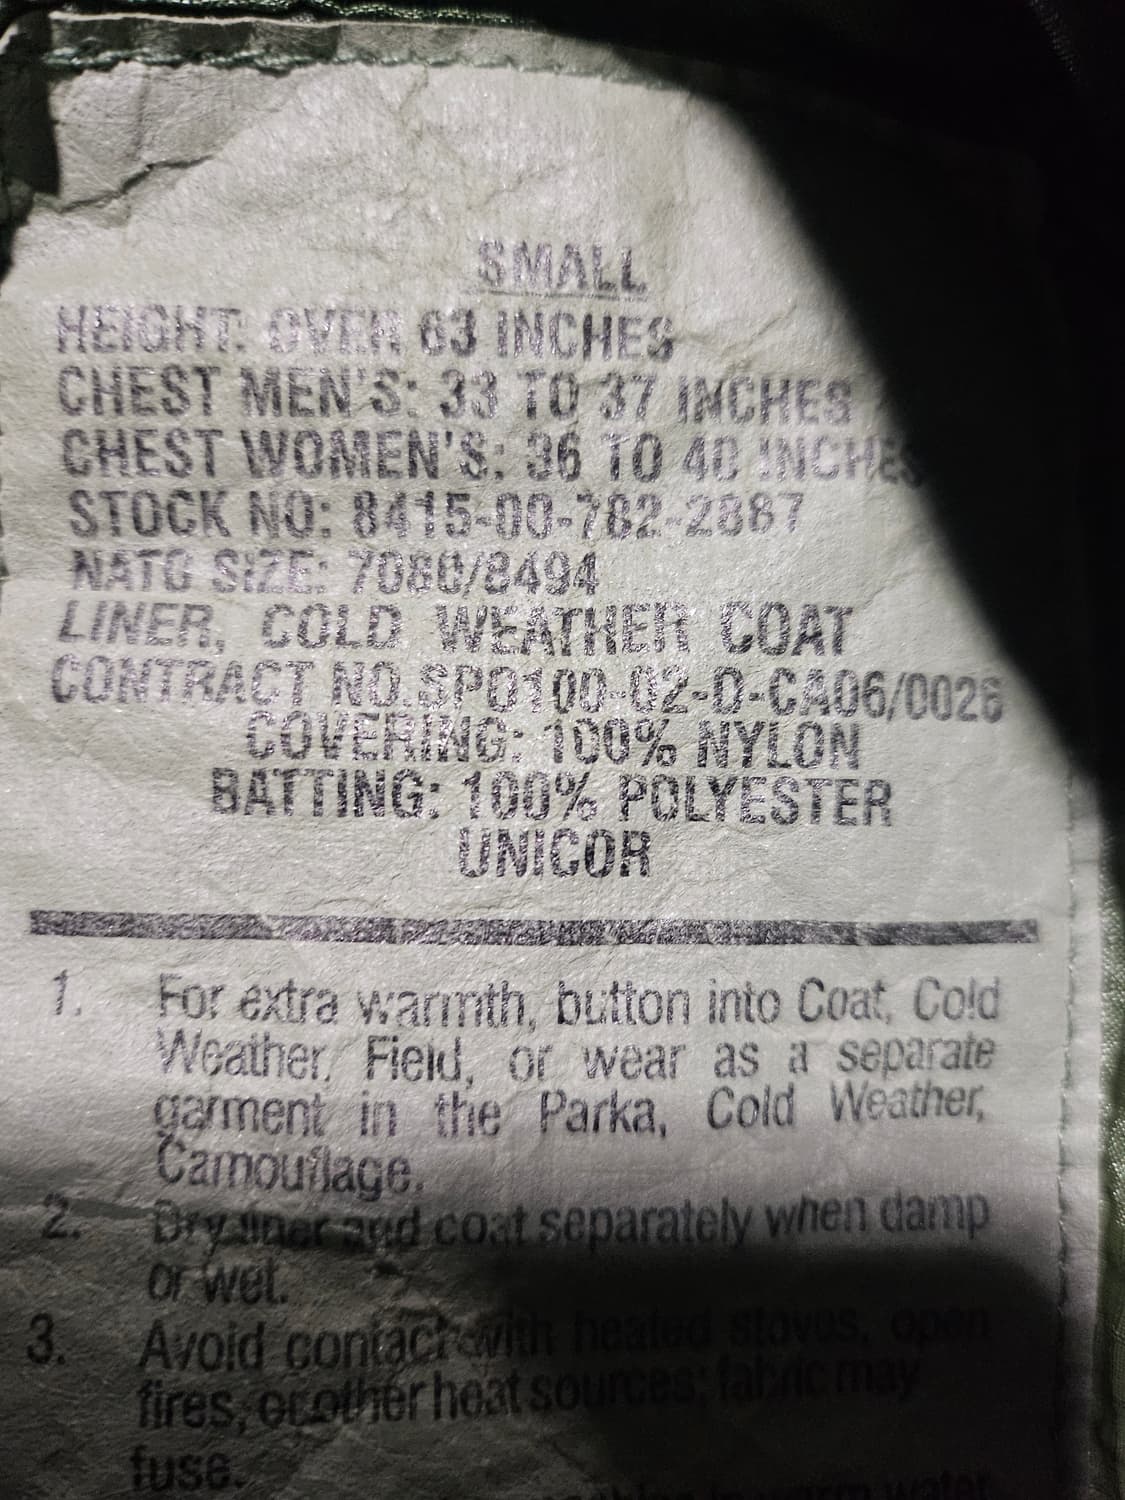 SMALL
HEIGHT: OVER 63 INCHES
CHEST MEN'S: 33 TO 37 INCHES
CHEST WOMEN'S: 36 TO 40 INCHES
STOCK NO: 8415-00-782-2887
NATO SIZE: 7080/8494
LINER, COLD WEATHER COAT
CONTRACT NO.SPO100-02-D-CA06/0026
COVERING: 100% NYLON
BATTING: 100% POLYESTER
UNICOR
1. For extra warmth, button into Coat, Cold
Weather, Field, or wear as a separate
garment in the Parka, Cold Weather,
Camouflage.
2. Dry liner and coat separately when damp
or wet.
3. Avoid contact with heated stoves, open
fires, or other heat sources; fabric may
fuse.
in warm water